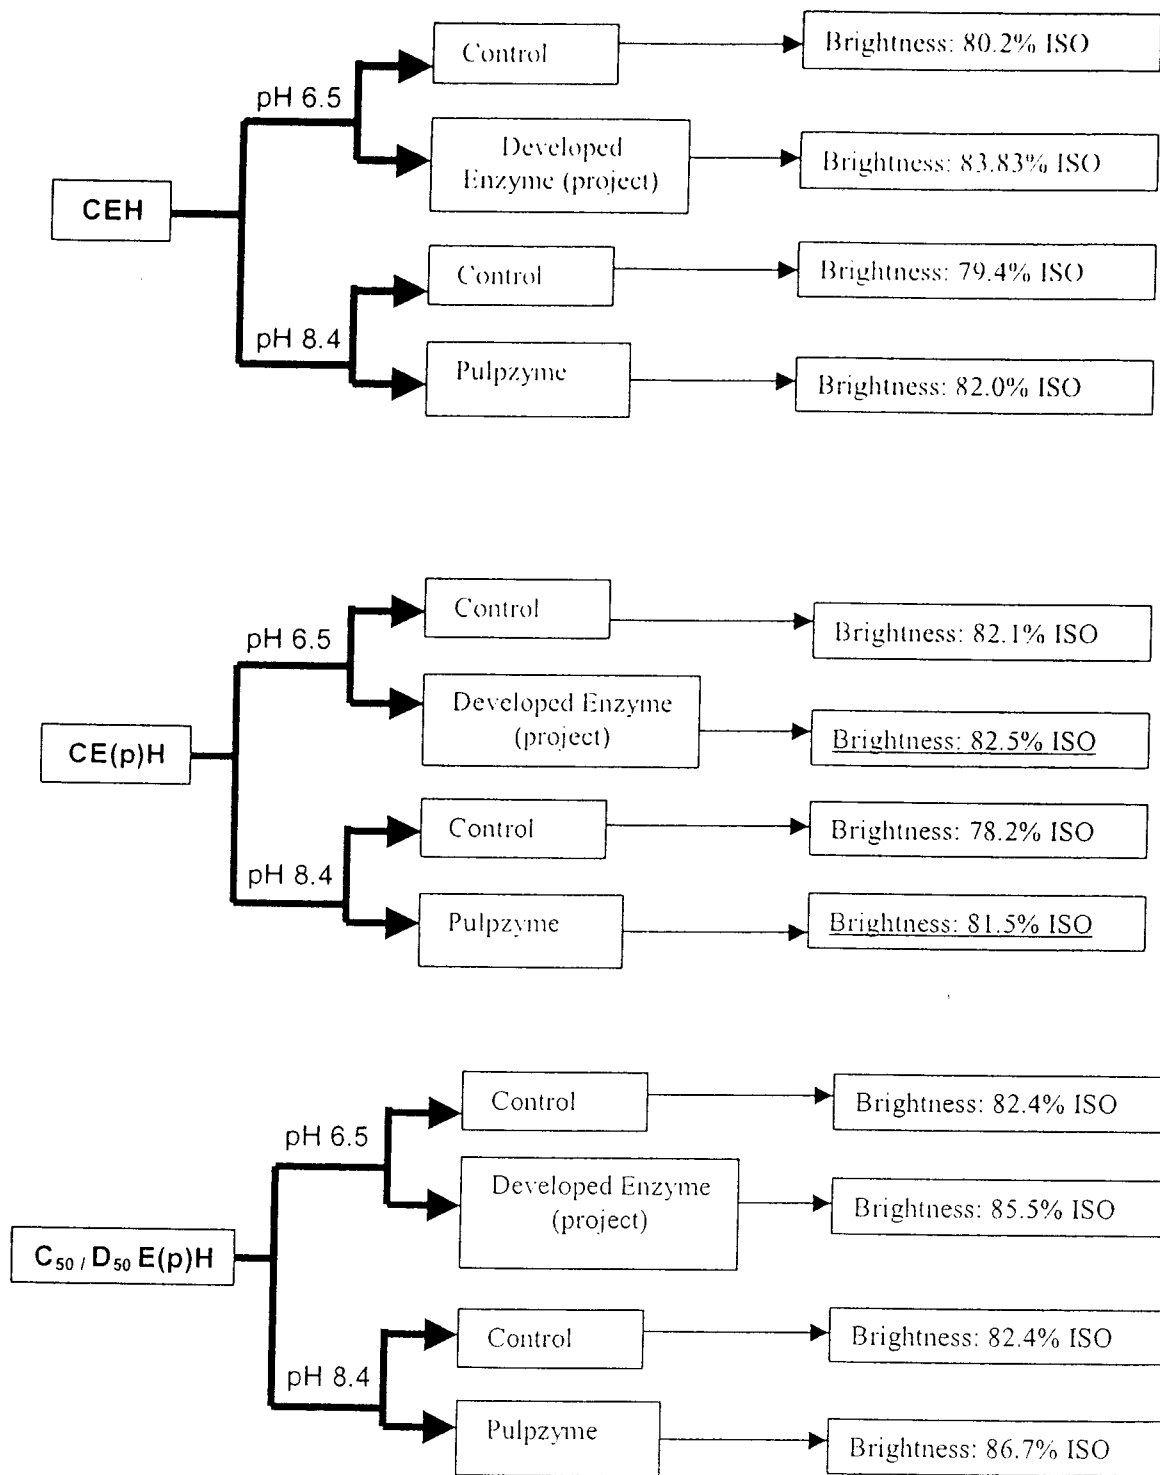 Control
Brightness: 80.2% ISO
pH 6.5
Developed
Enzyme (project)
Brightness: 83.83% ISO
CEH
Control
Brightness: 79.4% ISO
pH 8.4
Pulpzyme
Brightness: 82.0% ISO
Control
Brightness: 82.1% ISO
pH 6.5
Developed Enzyme
(project)
Brightness: 82.5% ISO
CE(p)H
Control
Brightness: 78.2% ISO
pH 8.4
Pulpzyme
Brightness: 81.5% ISO
Control
Brightness: 82.4% ISO
pH 6.5
Developed Enzyme
(project)
Brightness: 85.5% ISO
C50 / D50 E(p)H
Control
Brightness: 82.4% ISO
pH 8.4
Pulpzyme
Brightness: 86.7% ISO